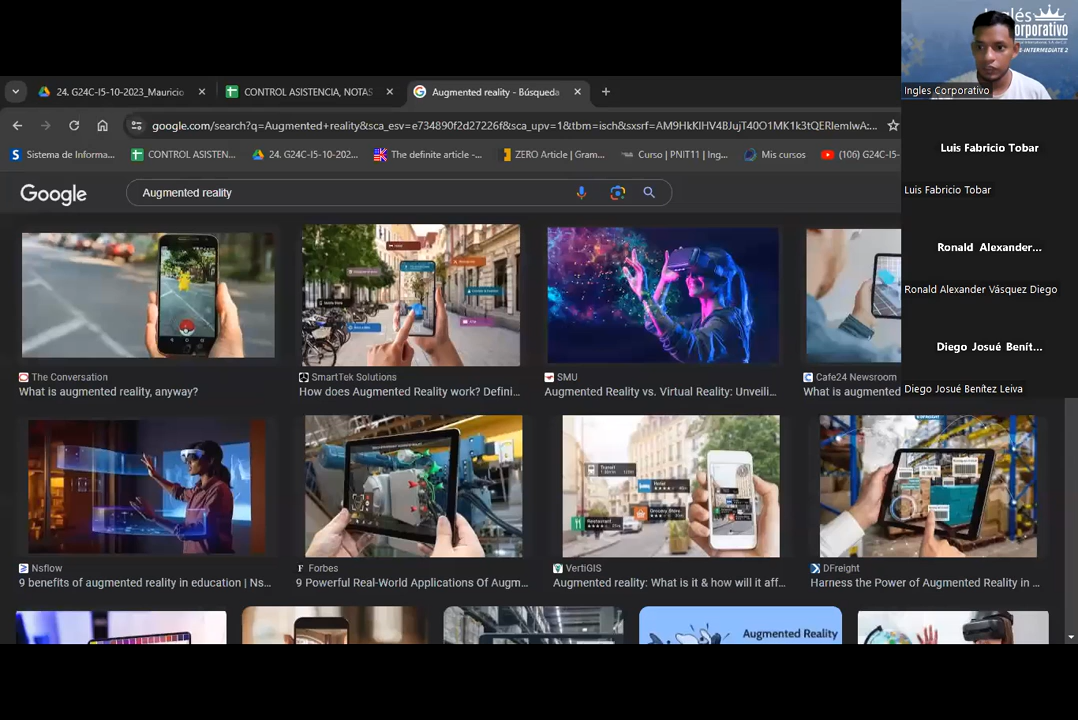 Inglés
Corporativo
E-INTERMEDIATE 2
Ingles Corporativo
24. G24C-I5-10-2023_Mauricio
CONTROL ASISTENCIA, NOTAS
Augmented reality - Búsqueda
google.com/search?q=Augmented+reality&sca_esv=e734890f2d27226f&sca_upv=1&tbm=isch&sxsrf=
Sistema de Informa...
CONTROL ASISTEN...
24. G24C-I5-10-202...
The definite article -...
ZERO Article | Gram...
Curso | PNIT11 | Ing...
Mis cursos
(106) G24C-I5-
Luis Fabricio Tobar
Luis Fabricio Tobar
Google
Augmented reality
Ronald Alexander...
Ronald Alexander Vásquez Diego
Diego Josué Benít...
Diego Josué Benítez Leiva
The Conversation
What is augmented reality, anyway?
SmartTek Solutions
How does Augmented Reality work? Defini...
SMU
Augmented Reality vs. Virtual Reality: Unveili...
Cafe24 Newsroom
What is augmented
Transit
Hotel
Grocery Store
Restaurant
Nsflow
9 benefits of augmented reality in education | Ns...
Forbes
9 Powerful Real-World Applications Of Augm...
VertiGIS
Augmented reality: What is it & how will it aff...
DFreight
Harness the Power of Augmented Reality in ...
Augmented Reality